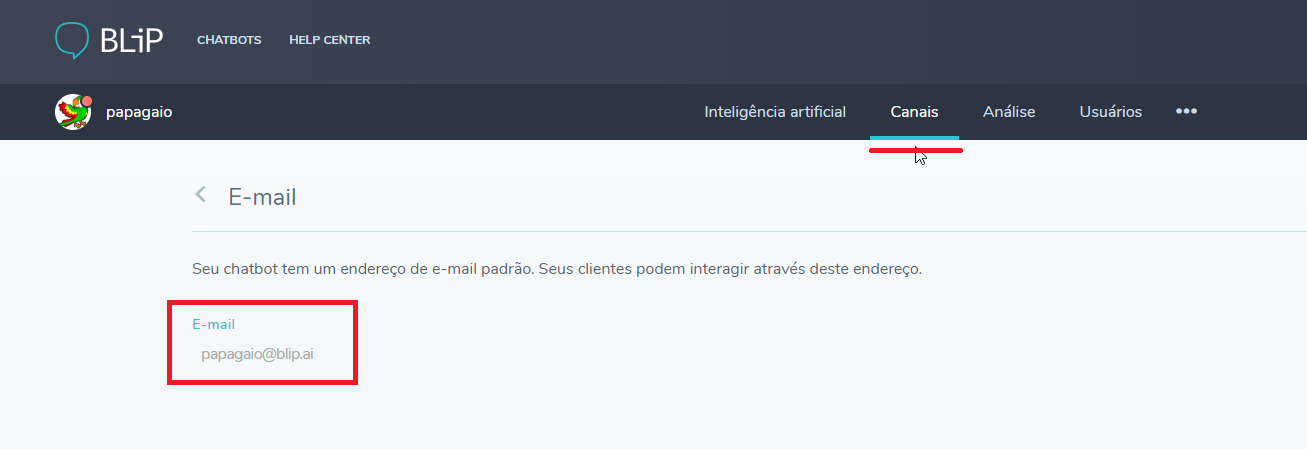 BLiP CHATBOTS HELP CENTER
papagaio Inteligência artificial Canais Análise Usuários •••
E-mail
Seu chatbot tem um endereço de e-mail padrão. Seus clientes podem interagir através deste endereço.
E-mail
papagaio@blip.ai